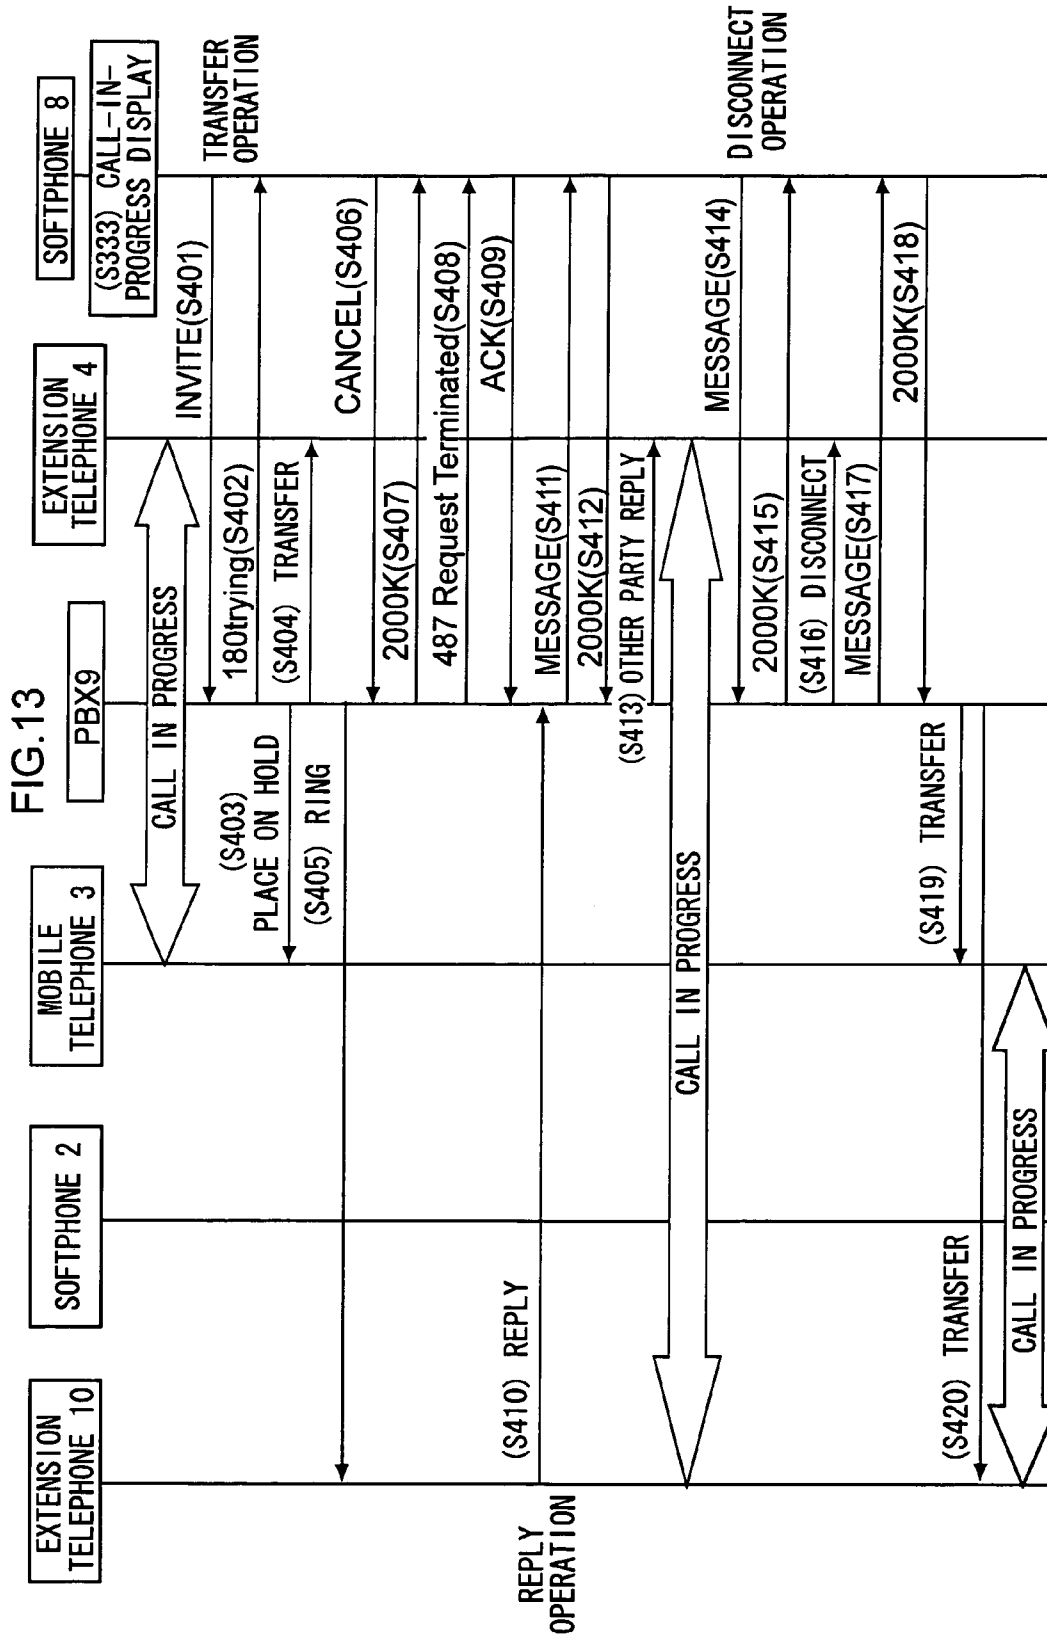 FIG.13
EXTENSION
TELEPHONE 10
SOFTPHONE 2
MOBILE
TELEPHONE 3
PBX9
EXTENSION
TELEPHONE 4
SOFTPHONE 8
(S333) CALL-IN-
PROGRESS DISPLAY
CALL IN PROGRESS
INVITE(S401)
TRANSFER
OPERATION
180trying(S402)
(S403)
PLACE ON HOLD
(S404) TRANSFER
(S405) RING
CANCEL(S406)
2000K(S407)
487 Request Terminated(S408)
ACK(S409)
REPLY
OPERATION
(S410) REPLY
MESSAGE(S411)
2000K(S412)
(S413) OTHER PARTY REPLY
CALL IN PROGRESS
DISCONNECT
OPERATION
MESSAGE(S414)
2000K(S415)
(S416) DISCONNECT
MESSAGE(S417)
2000K(S418)
(S419) TRANSFER
(S420) TRANSFER
CALL IN PROGRESS